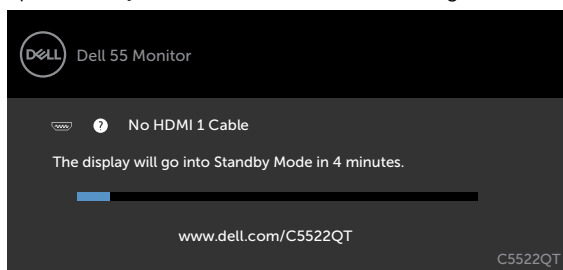 DELL Dell 55 Monitor
? No HDMI 1 Cable
The display will go into Standby Mode in 4 minutes.
www.dell.com/C5522QT
C5522QT